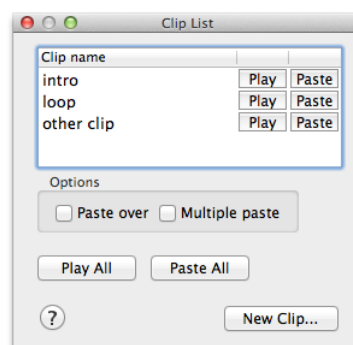 Clip List
Clip name
intro Play Paste
loop Play Paste
other clip Play Paste
Options
Paste over Multiple paste
Play All Paste All
? New Clip...